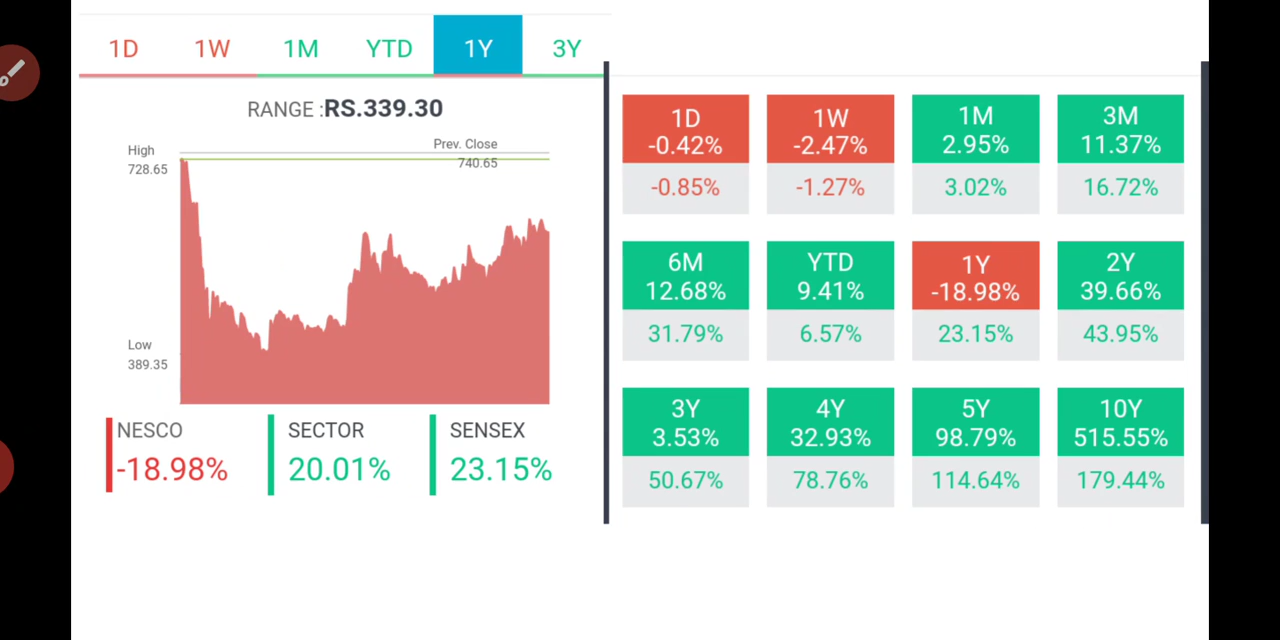 1D 1W 1M YTD 1Y 3Y
RANGE :RS.339.30
High
728.65
Prev. Close
740.65
Low
389.35
NESCO SECTOR SENSEX
-18.98% 20.01% 23.15%
1D 1W 1M 3M
-0.42% -2.47% 2.95% 11.37%
-0.85% -1.27% 3.02% 16.72%
6M YTD 1Y 2Y
12.68% 9.41% -18.98% 39.66%
31.79% 6.57% 23.15% 43.95%
3Y 4Y 5Y 10Y
3.53% 32.93% 98.79% 515.55%
50.67% 78.76% 114.64% 179.44%